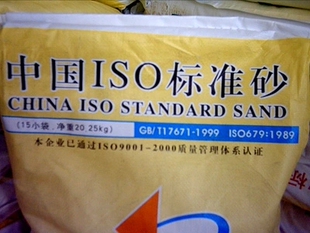 中国ISO标准砂
CHINA ISO STANDARD SAND
(15小袋,净重20.25kg)
GB/T17671-1999 ISO679:1989
本企业已通过ISO9001-2000质量管理体系认证